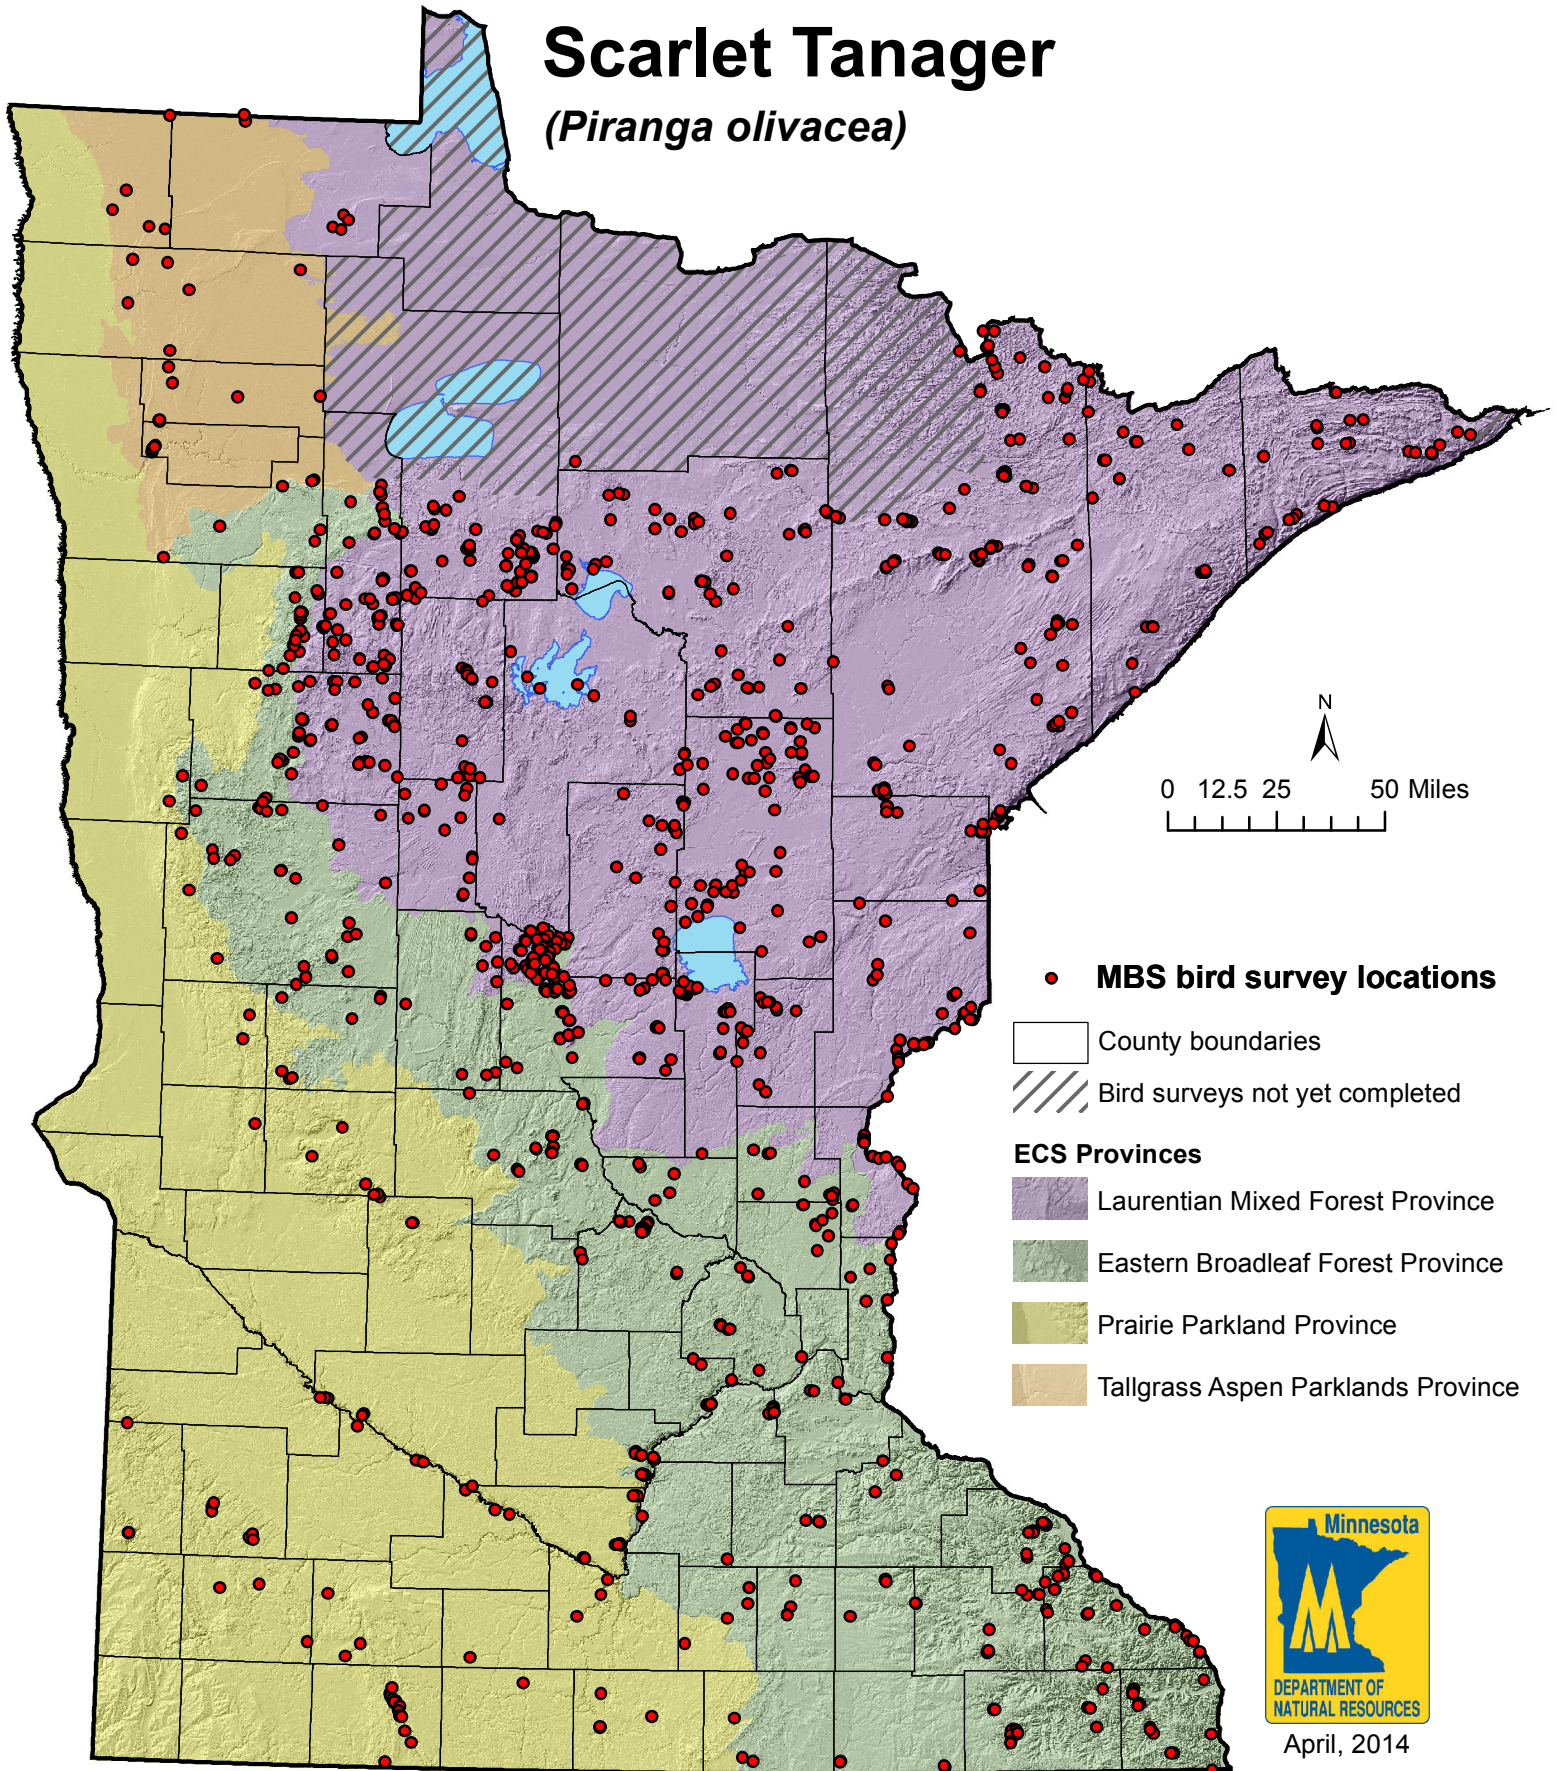 Scarlet Tanager
(Piranga olivacea)
N
0 12.5 25 50 Miles
MBS bird survey locations
County boundaries
Bird surveys not yet completed
ECS Provinces
Laurentian Mixed Forest Province
Eastern Broadleaf Forest Province
Prairie Parkland Province
Tallgrass Aspen Parklands Province
Minnesota
DEPARTMENT OF
NATURAL RESOURCES
April, 2014